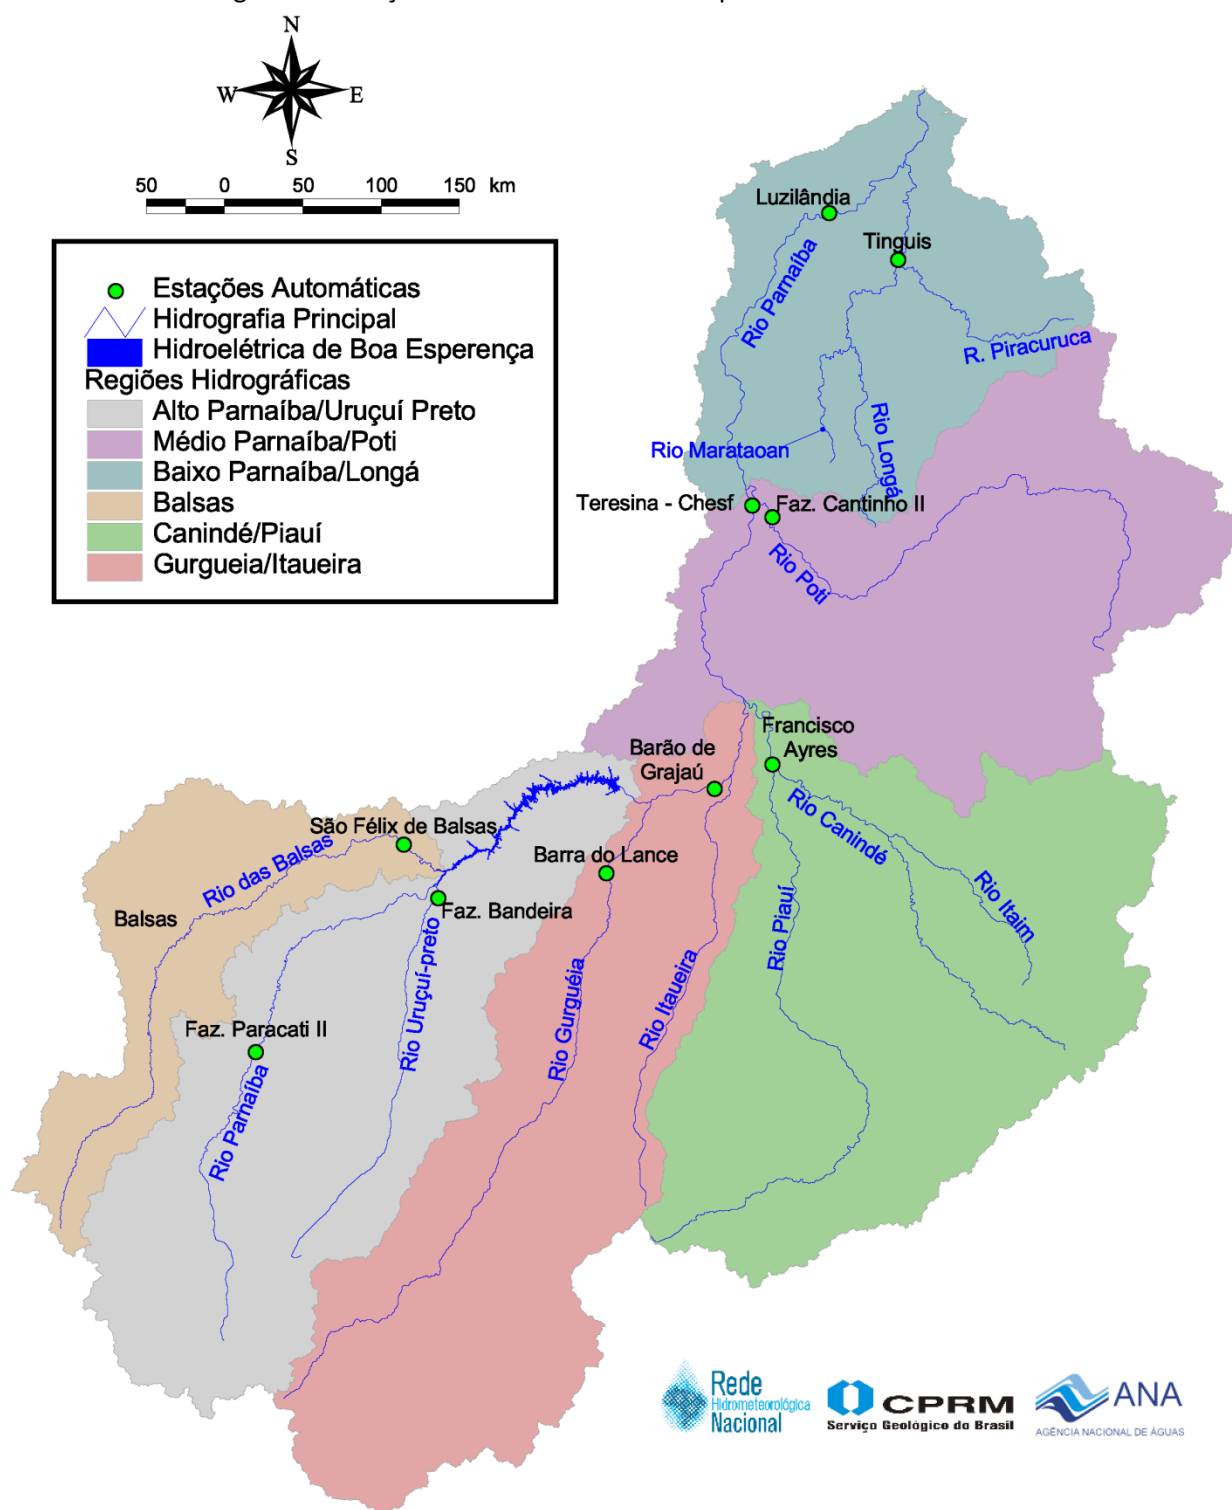 N
W
E
S
50 0 50 100 150 km
Estações Automáticas
Hidrografia Principal
Hidroelétrica de Boa Esperença
Regiões Hidrográficas
Alto Parnaíba/Uruçuí Preto
Médio Parnaíba/Poti
Baixo Parnaíba/Longá
Balsas
Canindé/Piauí
Gurgueia/Itaueira
Luzilândia
Tinguis
Rio Parnaíba
R. Piracuruca
Rio Longá
Rio Marataoan
Teresina - Chesf
Faz. Cantinho II
Rio Poti
Francisco
Ayres
Barão de
Grajaú
Rio Canindé
São Félix de Balsas
Rio das Balsas
Barra do Lance
Rio Itaim
Balsas
Faz. Bandeira
Rio Piauí
Rio Uruçuí-preto
Rio Itaueira
Rio Gurguéia
Faz. Paracati II
Rio Parnaíba
Rede
Hidrometeorológica
Nacional
CPRM
Serviço Geológico do Brasil
ANA
AGÊNCIA NACIONAL DE ÁGUAS